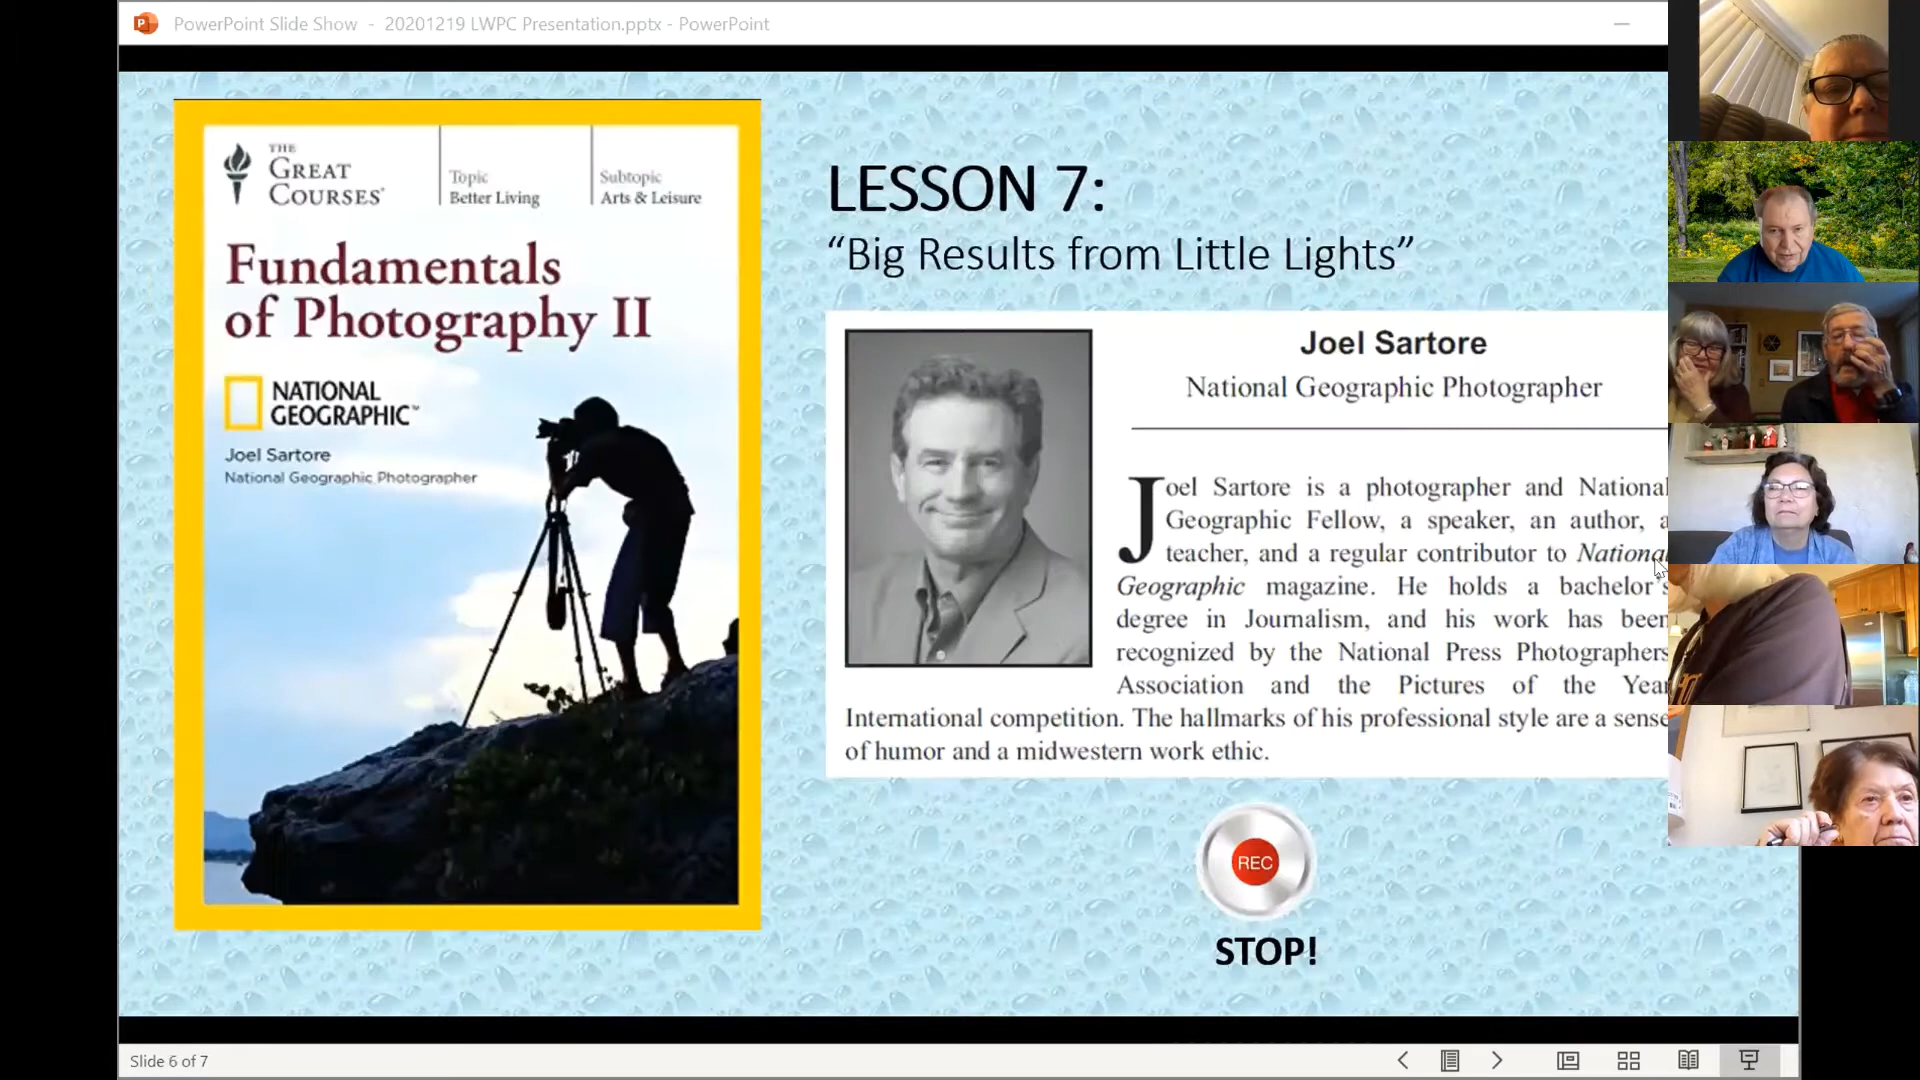 PowerPoint Slide Show - 20201219 LWPC Presentation.pptx - PowerPoint
THE
GREAT
COURSES®
Topic
Better Living
Subtopic
Arts & Leisure
Fundamentals
of Photography II
NATIONAL
GEOGRAPHIC™
Joel Sartore
National Geographic Photographer
LESSON 7:
“Big Results from Little Lights”
Joel Sartore
National Geographic Photographer
Joel Sartore is a photographer and National
Geographic Fellow, a speaker, an author, a
teacher, and a regular contributor to National
Geographic magazine. He holds a bachelor’s
degree in Journalism, and his work has been
recognized by the National Press Photographers
Association and the Pictures of the Year
International competition. The hallmarks of his professional style are a sense
of humor and a midwestern work ethic.
REC
STOP!
Slide 6 of 7